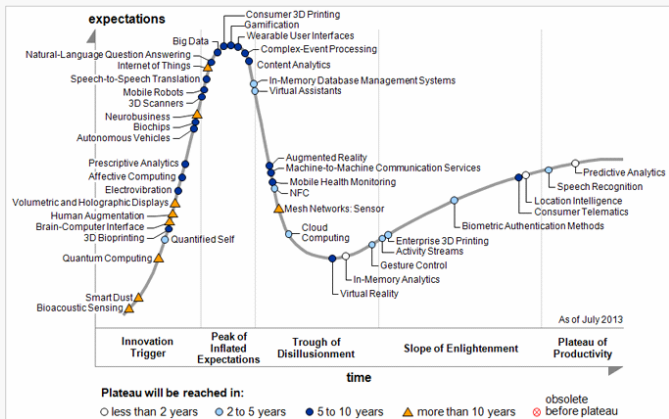 expectations
Consumer 3D Printing
Gamification
Wearable User Interfaces
Big Data
Complex-Event Processing
Natural-Language Question Answering
Content Analytics
Internet of Things
Speech-to-Speech Translation
In-Memory Database Management Systems
Mobile Robots
Virtual Assistants
3D Scanners
Neurobusiness
Biochips
Autonomous Vehicles
Prescriptive Analytics
Affective Computing
Electrovibration
Volumetric and Holographic Displays
Human Augmentation
Brain-Computer Interface
3D Bioprinting
Quantified Self
Quantum Computing
Smart Dust
Bioacoustic Sensing
Augmented Reality
Machine-to-Machine Communication Services
Mobile Health Monitoring
NFC
Mesh Networks: Sensor
Cloud
Computing
Virtual Reality
In-Memory Analytics
Gesture Control
Activity Streams
Enterprise 3D Printing
Biometric Authentication Methods
Consumer Telematics
Location Intelligence
Speech Recognition
Predictive Analytics
As of July 2013
Innovation
Trigger
Peak of
Inflated
Expectations
Trough of
Disillusionment
Slope of Enlightenment
Plateau of
Productivity
time
Plateau will be reached in:
less than 2 years
2 to 5 years
5 to 10 years
more than 10 years
obsolete
before plateau